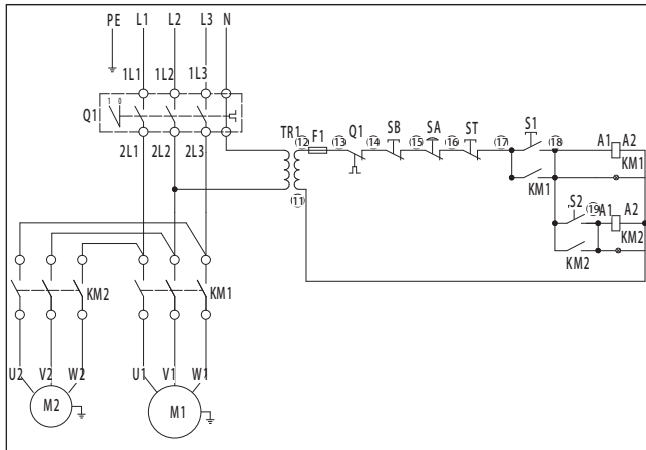 PE L1 L2 L3 N
1L1 1L2 1L3
1 0
Q1
2L1 2L2 2L3
TR1 (12) F1 (13) Q1 (14) SB (15) SA (16) ST (17) S1 (18) A1 A2
KM1 KM1
(11)
S2 (19) A1 A2
KM2 KM2
KM2 KM1
U2 V2 W2 U1 V1 W1
M2 M1